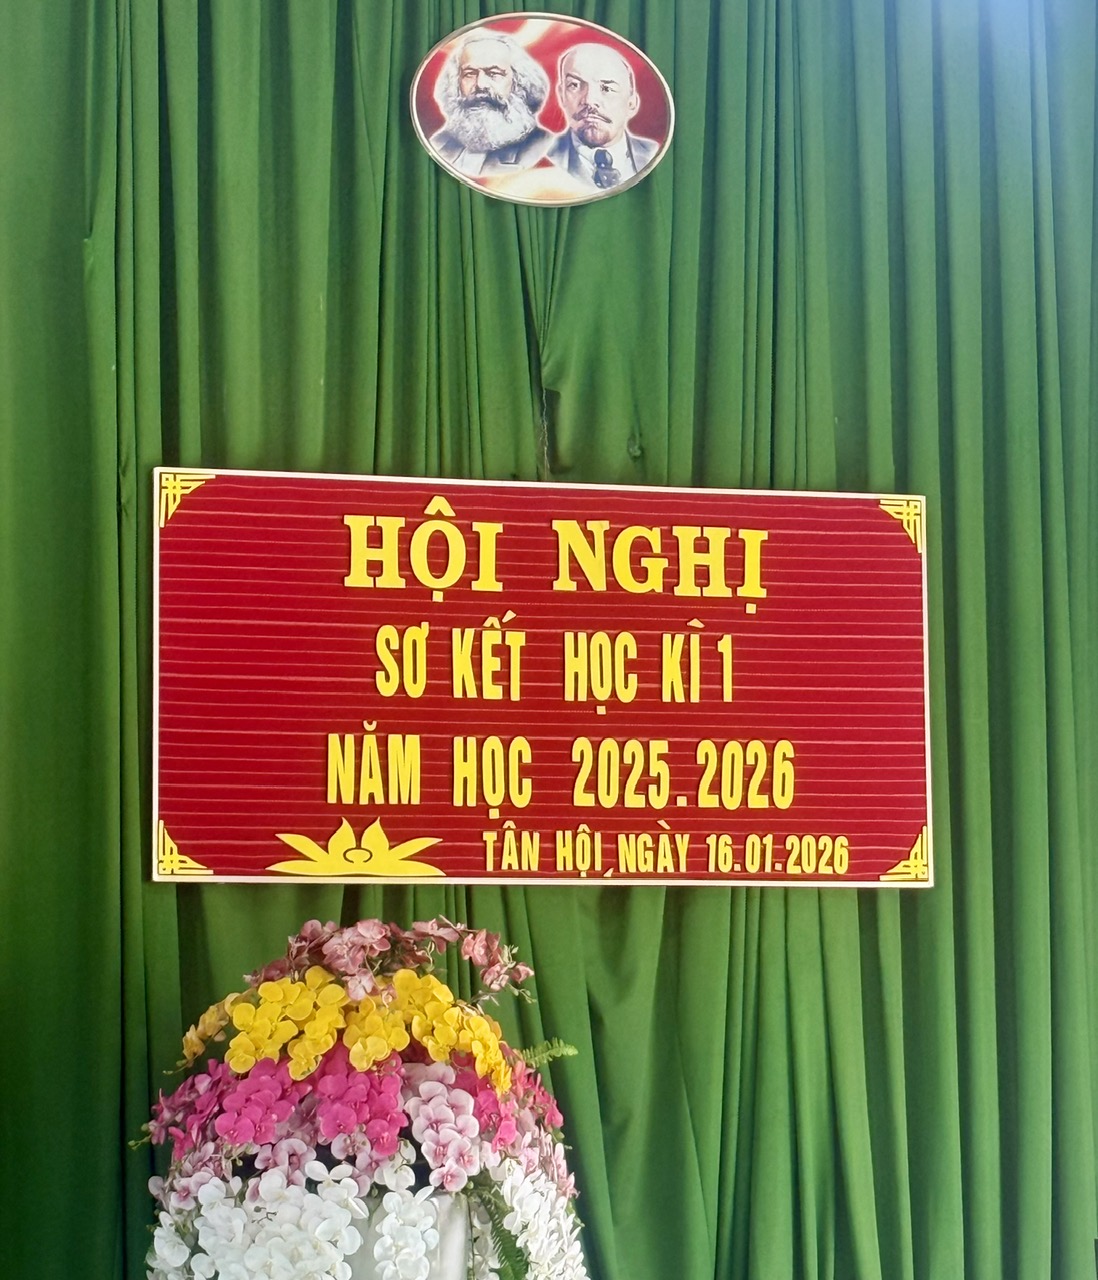 HỘI NGHỊ
SƠ KẾT HỌC KÌ 1
NĂM HỌC 2025.2026
TÂN HỘI, NGÀY 16.01.2026